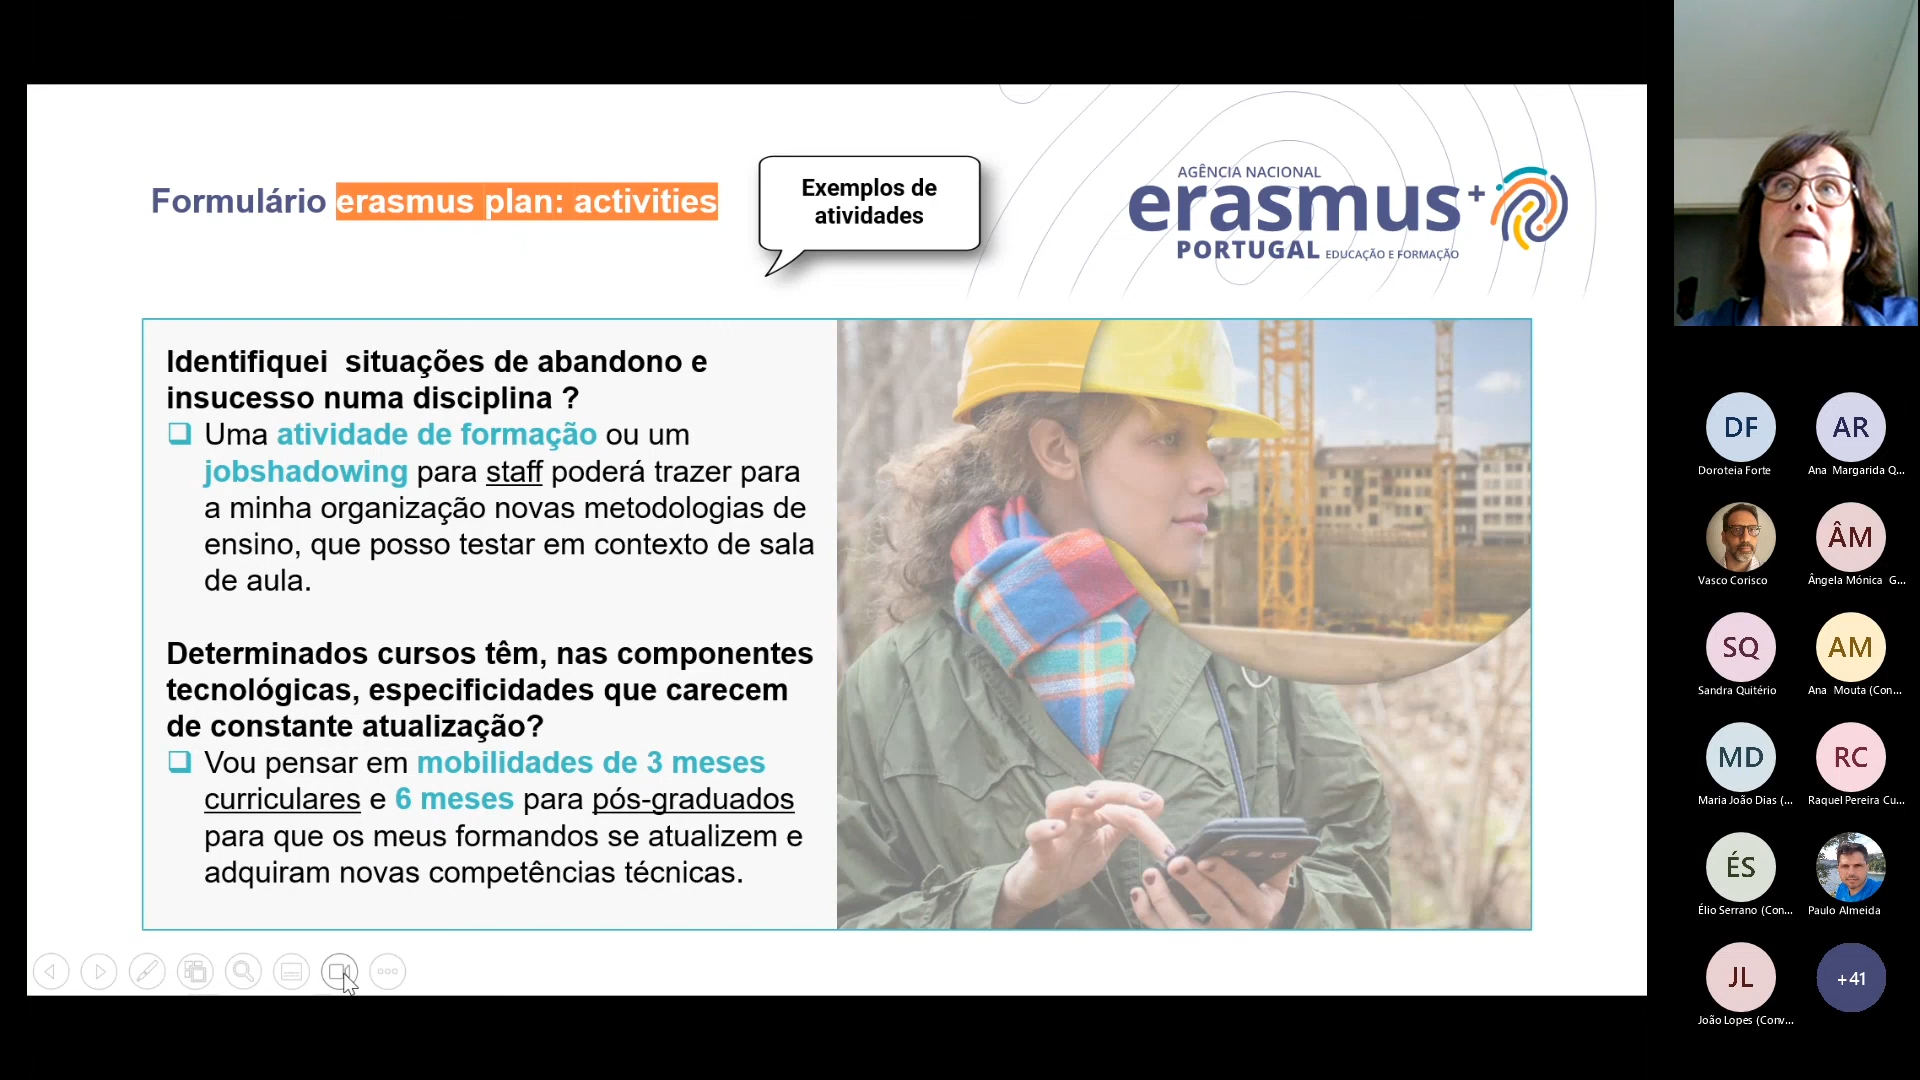 Formulário erasmus plan: activities
Exemplos de
atividades
AGÊNCIA NACIONAL
erasmus+
PORTUGAL EDUCAÇÃO E FORMAÇÃO
Identifiquei situações de abandono e
insucesso numa disciplina ?
❑ Uma atividade de formação ou um
jobshadowing para staff poderá trazer para
a minha organização novas metodologias de
ensino, que posso testar em contexto de sala
de aula.
Determinados cursos têm, nas componentes
tecnológicas, especificidades que carecem
de constante atualização?
❑ Vou pensar em mobilidades de 3 meses
curriculares e 6 meses para pós-graduados
para que os meus formandos se atualizem e
adquiram novas competências técnicas.
DF AR
Doroteia Forte Ana Margarida Q...
ÂM
Vasco Corisco Ângela Mónica G...
SQ AM
Sandra Quitério Ana Mouta (Con...
MD RC
Maria João Dias (... Raquel Pereira Cu...
ÉS
Élio Serrano (Con... Paulo Almeida
JL +41
João Lopes (Conv...